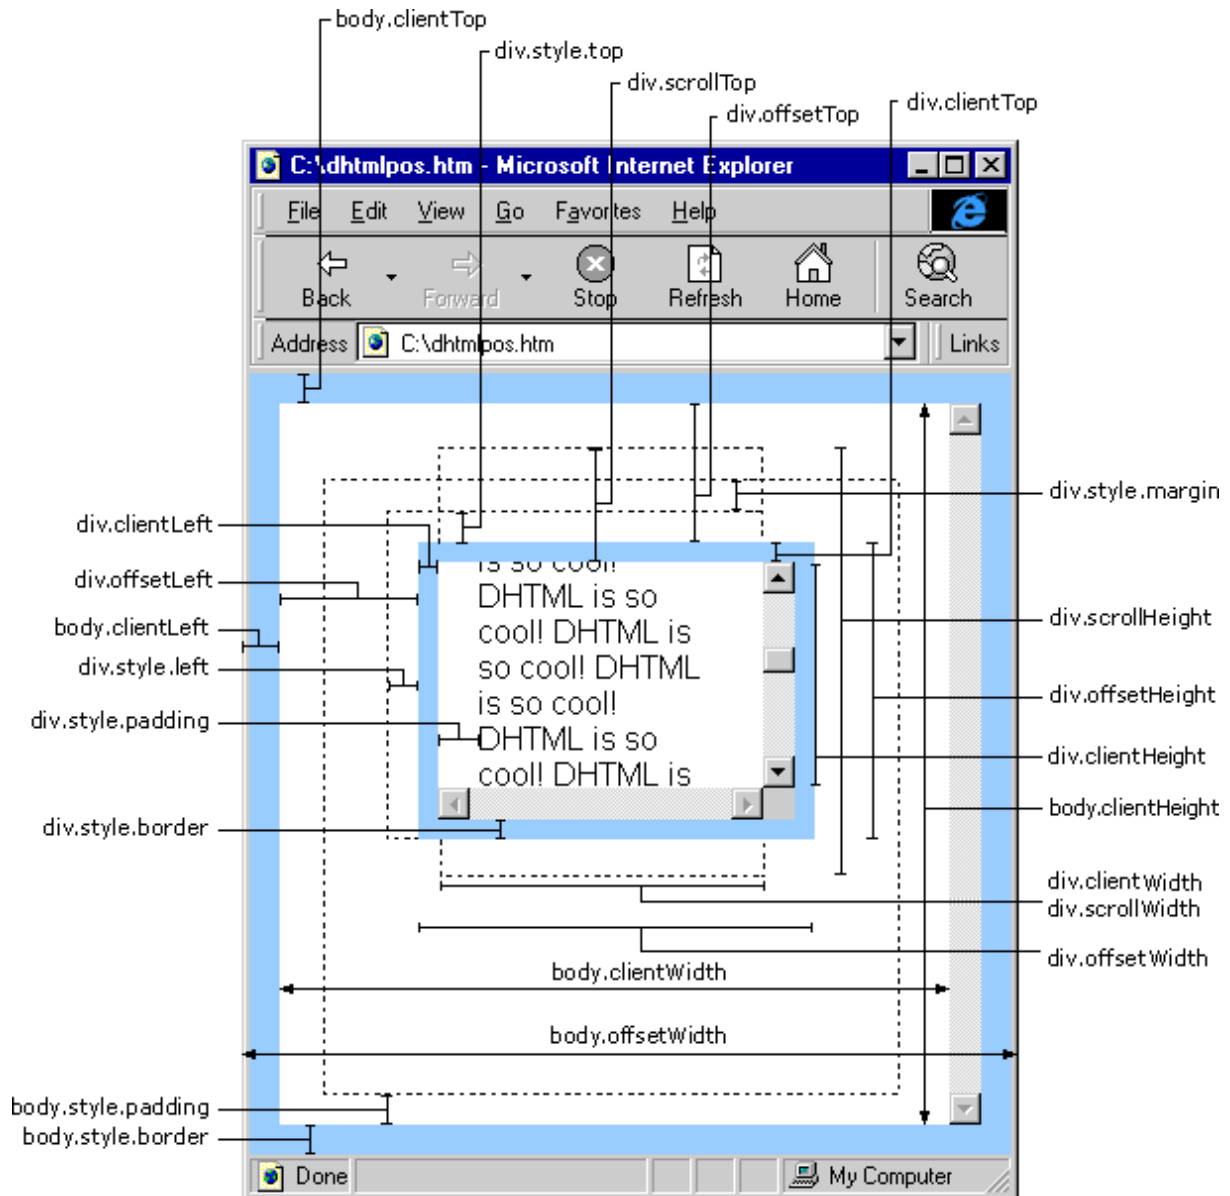 body.clientTop
div.style.top
div.scrollTop
div.clientTop
div.offsetTop
C:\dhtmlpos.htm - Microsoft Internet Explorer
File Edit View Go Favorites Help
Back Forward Stop Refresh Home Search
Address C:\dhtmlpos.htm Links
div.style.margin
div.clientLeft
div.offsetLeft
body.clientLeft
div.style.left
div.style.padding
div.style.border
is so cool!
DHTML is so
cool! DHTML is
so cool! DHTML
is so cool!
DHTML is so
cool! DHTML is
div.scrollHeight
div.offsetHeight
div.clientHeight
body.clientHeight
div.clientWidth
div.scrollWidth
div.offsetWidth
body.clientWidth
body.offsetWidth
body.style.padding
body.style.border
Done My Computer